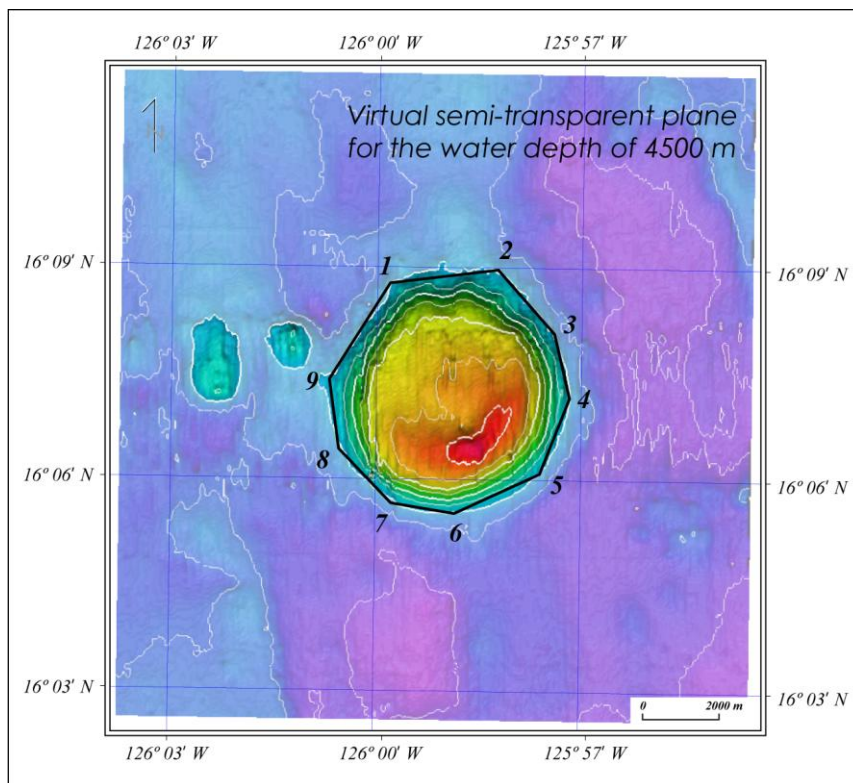 126° 03' W 126° 00' W 125° 57' W
Virtual semi-transparent plane
for the water depth of 4500 m
N
16° 09' N 16° 09' N
1 2
3
9 4
8 5
16° 06' N 16° 06' N
7 6
16° 03' N 16° 03' N
0 2000 m
126° 03' W 126° 00' W 125° 57' W